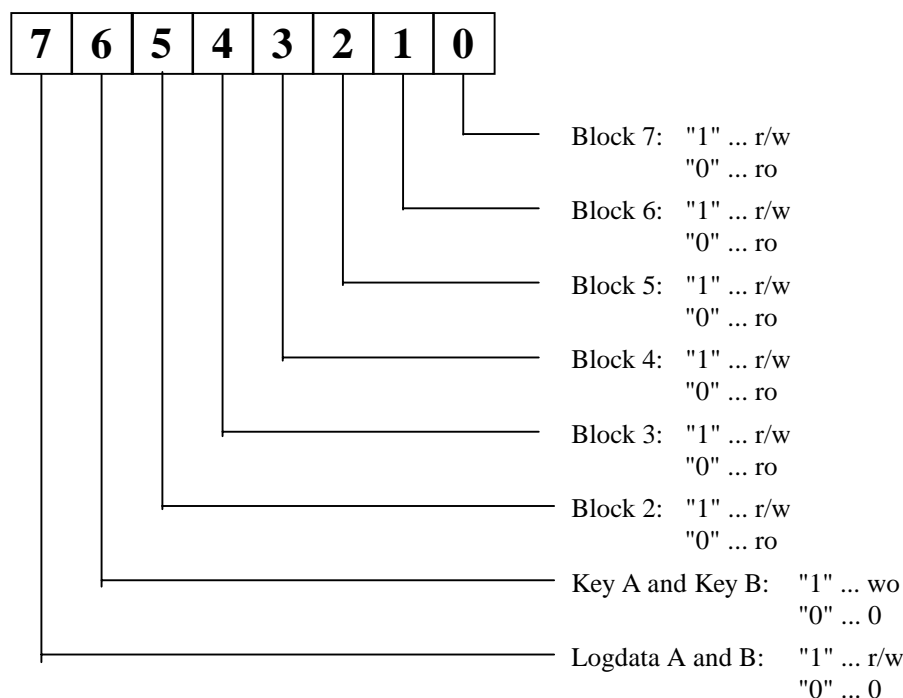 7 6 5 4 3 2 1 0
Block 7: "1" ... r/w
"0" ... ro
Block 6: "1" ... r/w
"0" ... ro
Block 5: "1" ... r/w
"0" ... ro
Block 4: "1" ... r/w
"0" ... ro
Block 3: "1" ... r/w
"0" ... ro
Block 2: "1" ... r/w
"0" ... ro
Key A and Key B: "1" ... wo
"0" ... 0
Logdata A and B: "1" ... r/w
"0" ... 0